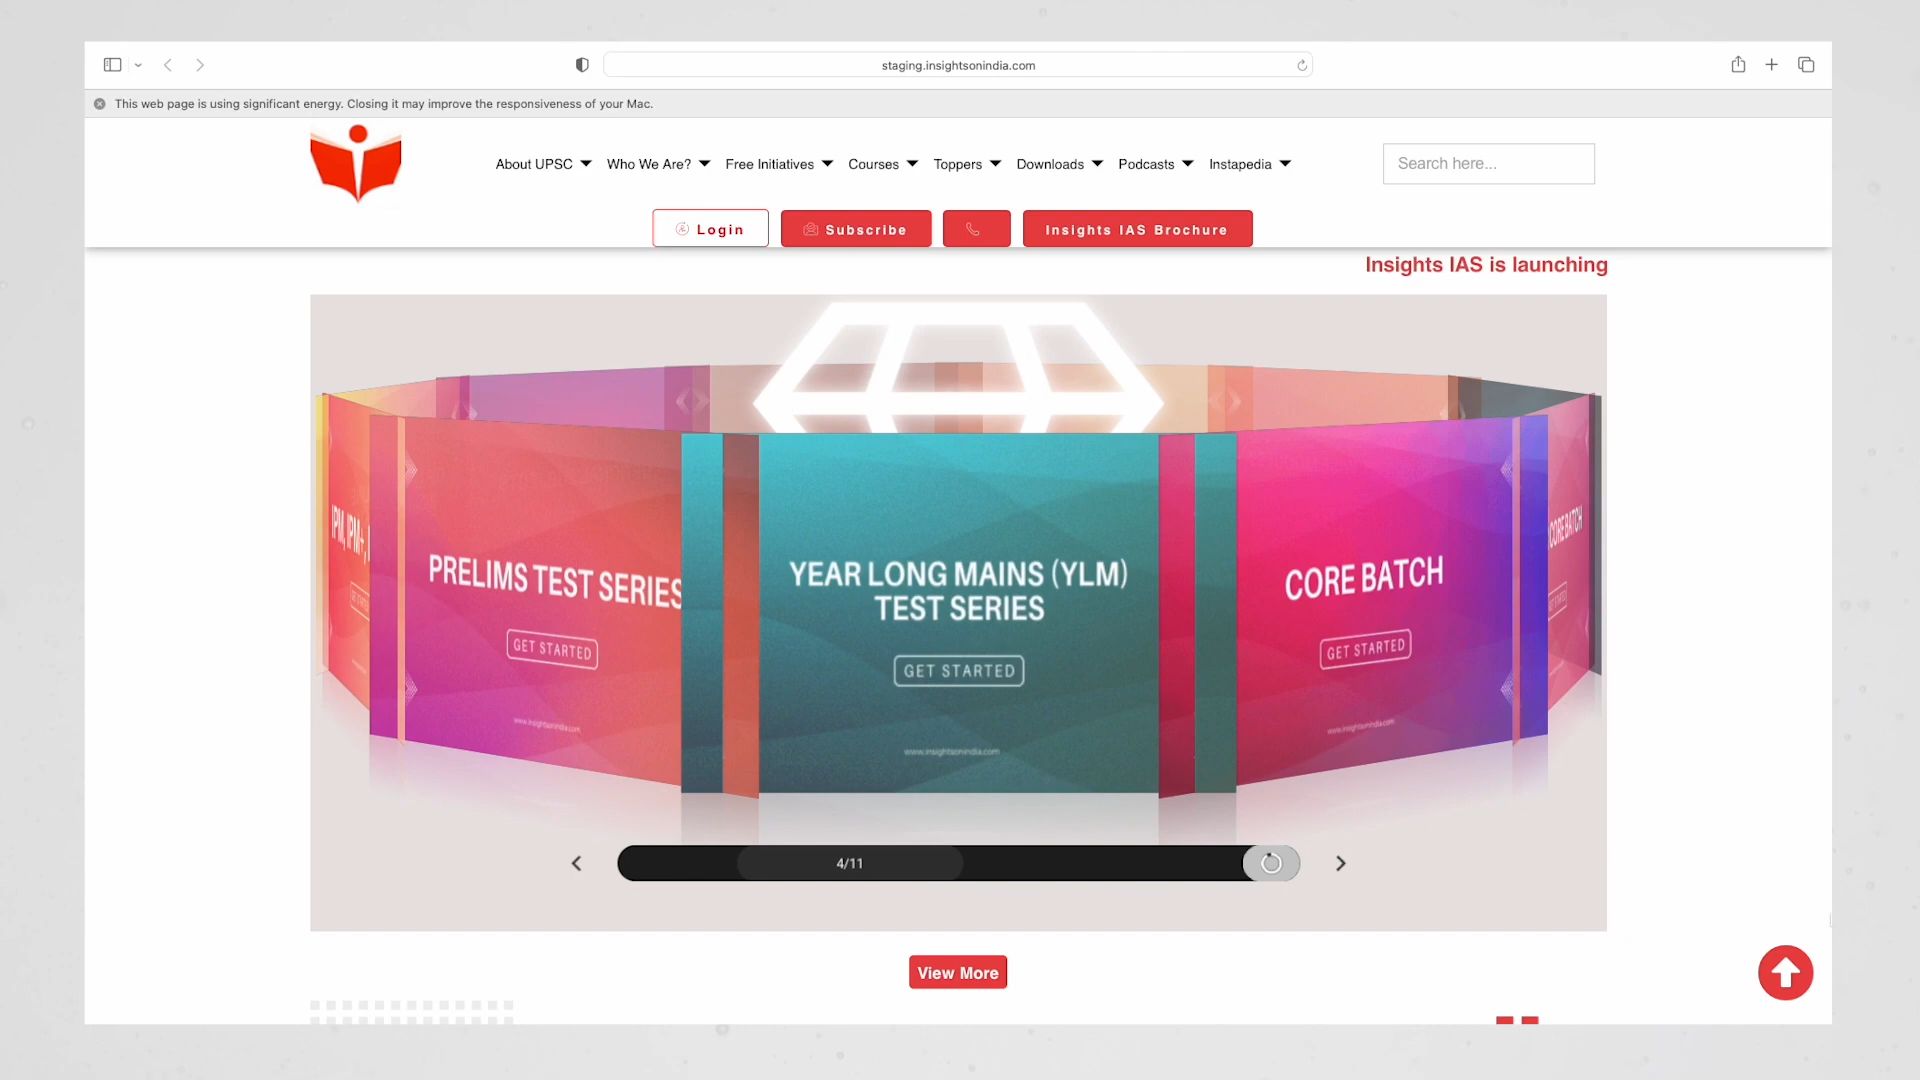 staging.insightsonindia.com
This web page is using significant energy. Closing it may improve the responsiveness of your Mac.
About UPSC Who We Are? Free Initiatives Courses Toppers Downloads Podcasts Instapedia
Search here...
Login Subscribe Insights IAS Brochure
Insights IAS is launching
IPM, IPM+,
PRELIMS TEST SERIES
GET STARTED
www.insightsonindia.com
YEAR LONG MAINS (YLM)
TEST SERIES
GET STARTED
www.insightsonindia.com
CORE BATCH
GET STARTED
www.insightsonindia.com
CORE BATCH
GET STARTED
4/11
View More